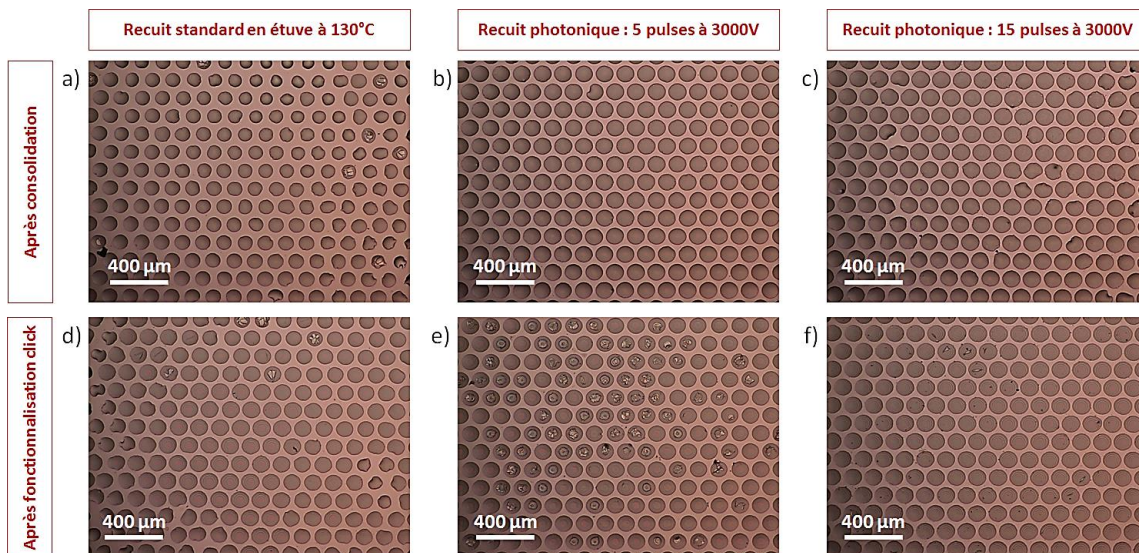 Recuit standard en étuve à 130°C
Recuit photonique : 5 pulses à 3000V
Recuit photonique : 15 pulses à 3000V
Après consolidation
a)
b)
c)
400 µm
400 µm
400 µm
Après fonctionnalisation click
d)
e)
f)
400 µm
400 µm
400 µm